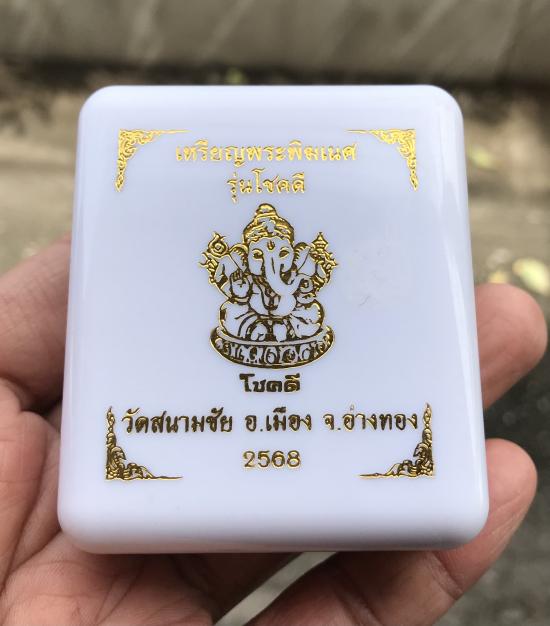 เหรียญพระพิฆเนศ
รุ่นโชคดี
โชคดี
วัดสนามชัย อ.เมือง จ.อ่างทอง
2568